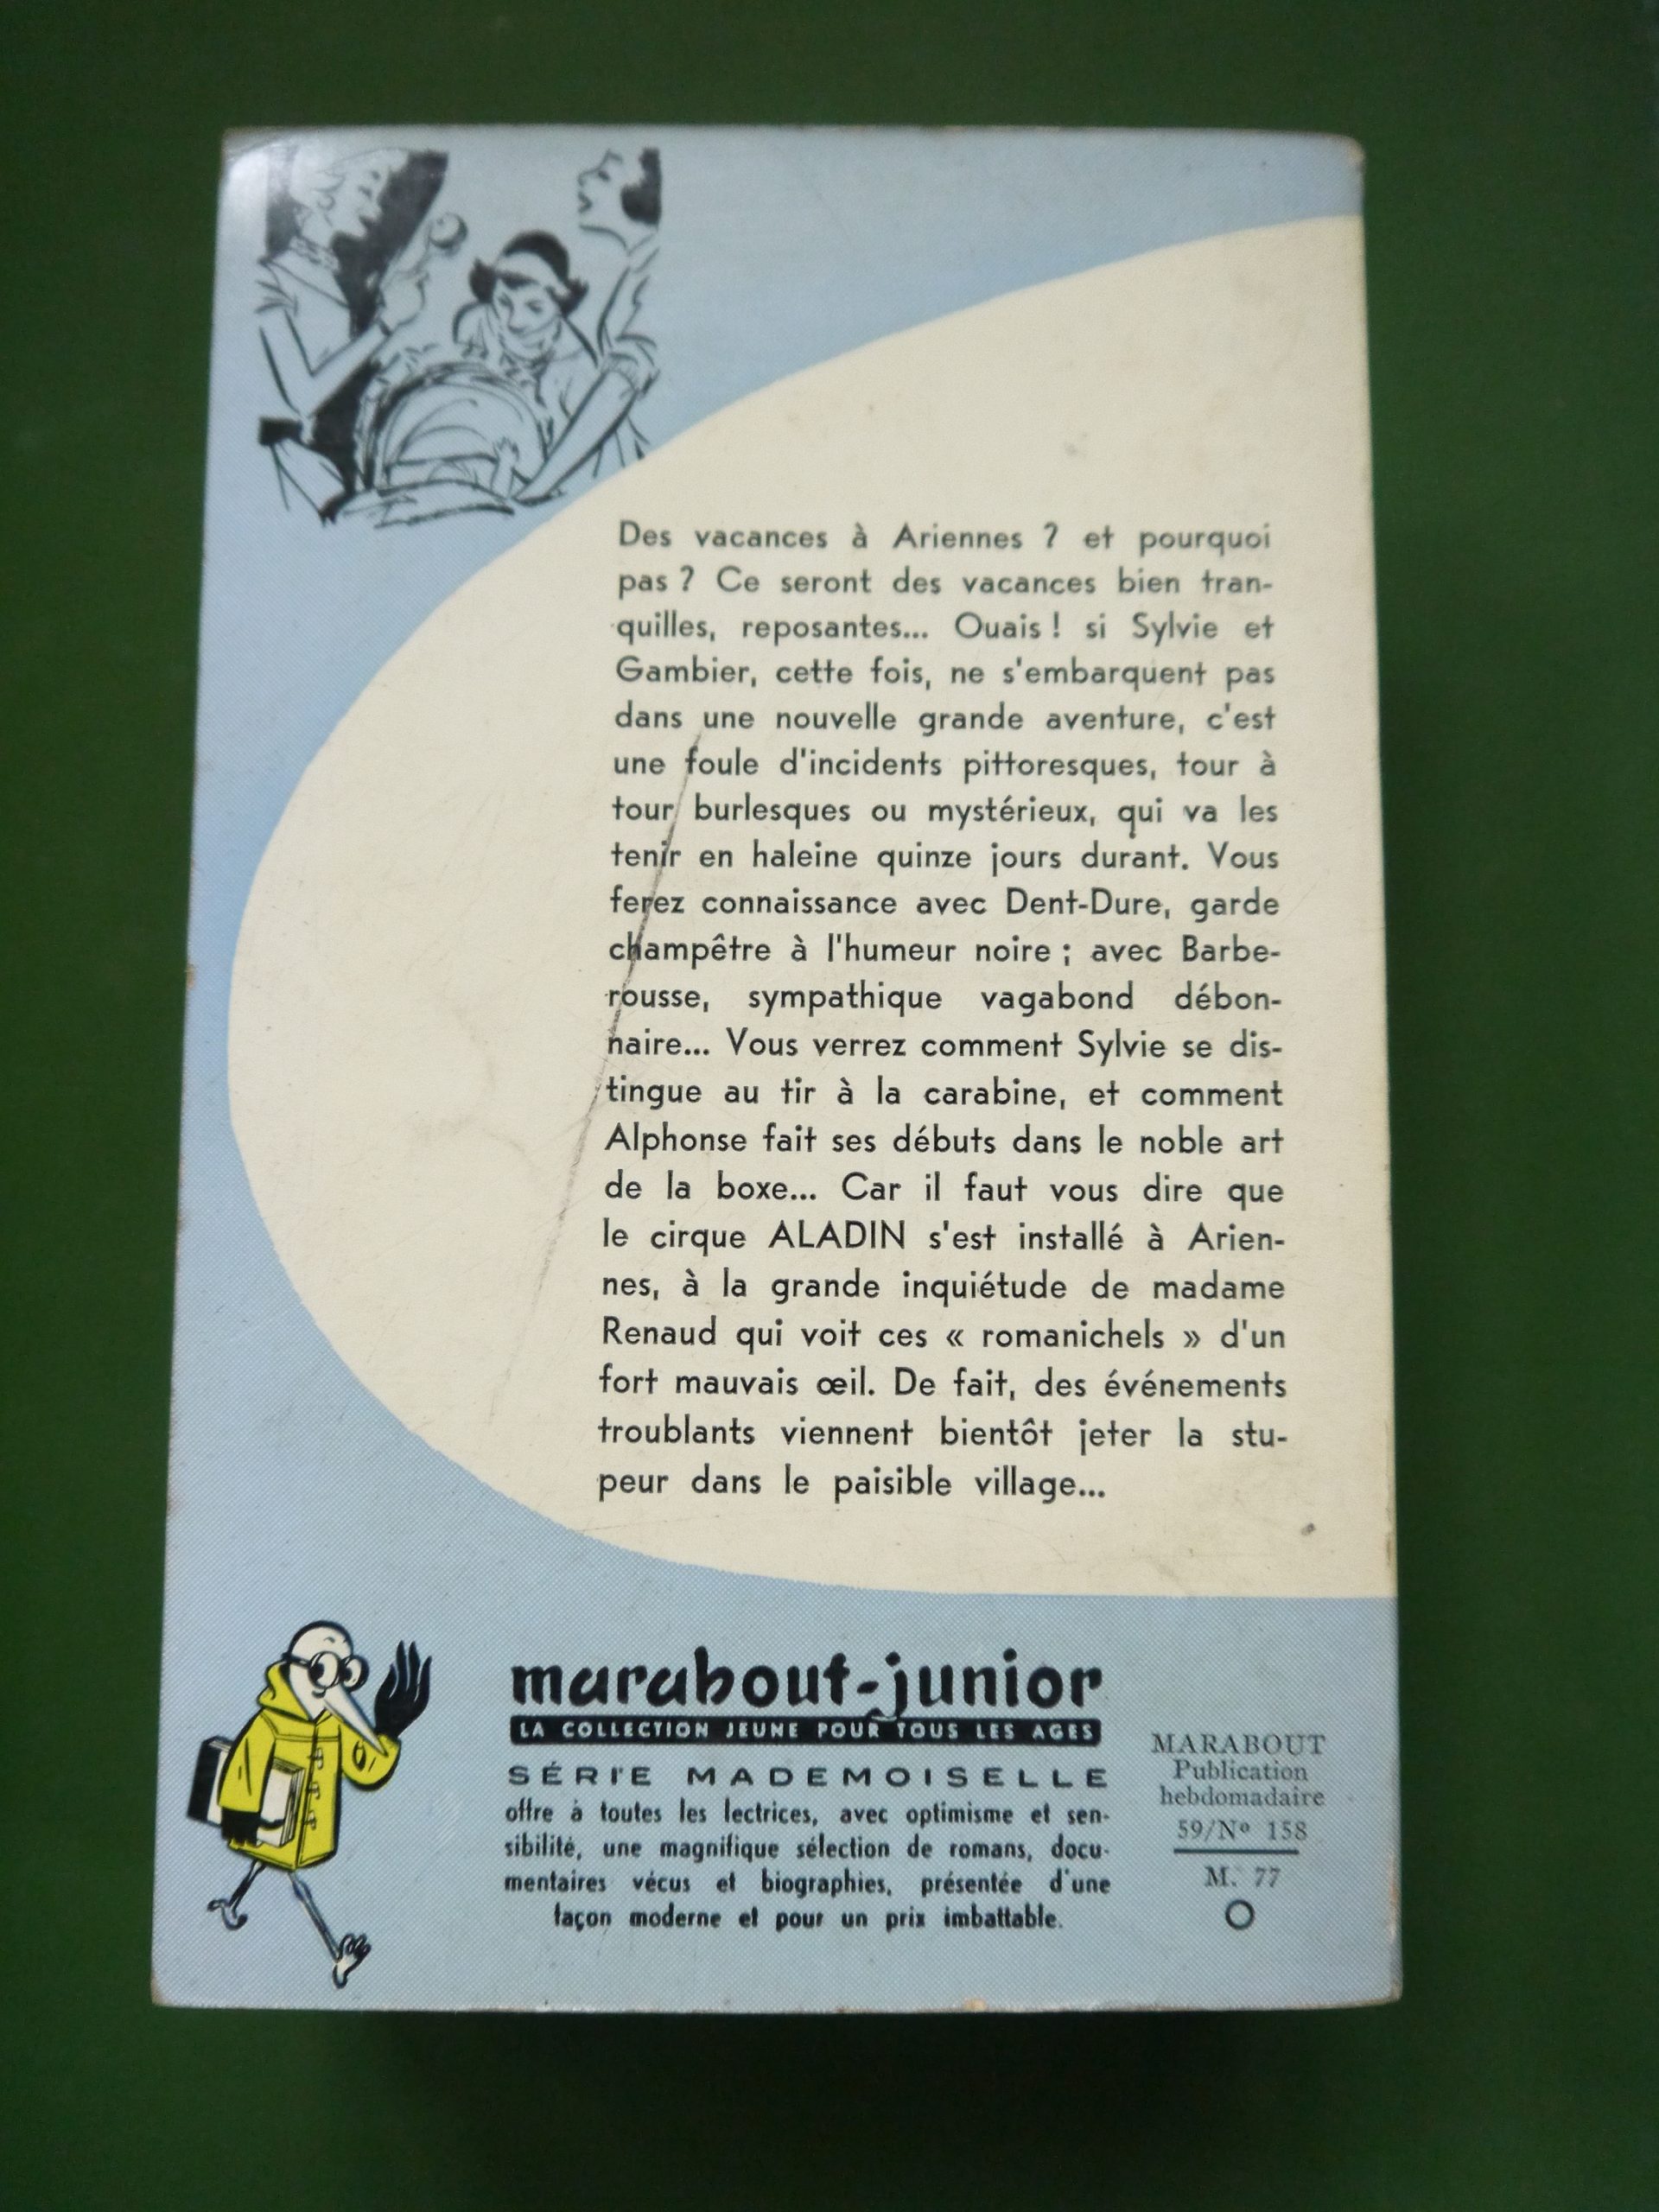 Des vacances à Ariennes ? et pourquoi
pas ? Ce seront des vacances bien tran-
quilles, reposantes... Ouais ! si Sylvie et
Gambier, cette fois, ne s'embarquent pas
dans une nouvelle grande aventure, c'est
une foule d'incidents pittoresques, tour à
tour burlesques ou mystérieux, qui va les
tenir en haleine quinze jours durant. Vous
ferez connaissance avec Dent-Dure, garde
champêtre à l'humeur noire ; avec Barbe-
rousse, sympathique vagabond débon-
naire... Vous verrez comment Sylvie se dis-
tingue au tir à la carabine, et comment
Alphonse fait ses débuts dans le noble art
de la boxe... Car il faut vous dire que
le cirque ALADIN s'est installé à Arien-
nes, à la grande inquiétude de madame
Renaud qui voit ces « romanichels » d'un
fort mauvais œil. De fait, des événements
troublants viennent bientôt jeter la stu-
peur dans le paisible village...
marabout-junior
LA COLLECTION JEUNE POUR TOUS LES AGES
SÉRIE MADEMOISELLE
offre à toutes les lectrices, avec optimisme et sen-
sibilité, une magnifique sélection de romans, docu-
mentaires vécus et biographies, présentée d'une
façon moderne et pour un prix imbattable.
MARABOUT
Publication
hebdomadaire
59/Nº 158
M. 77
O